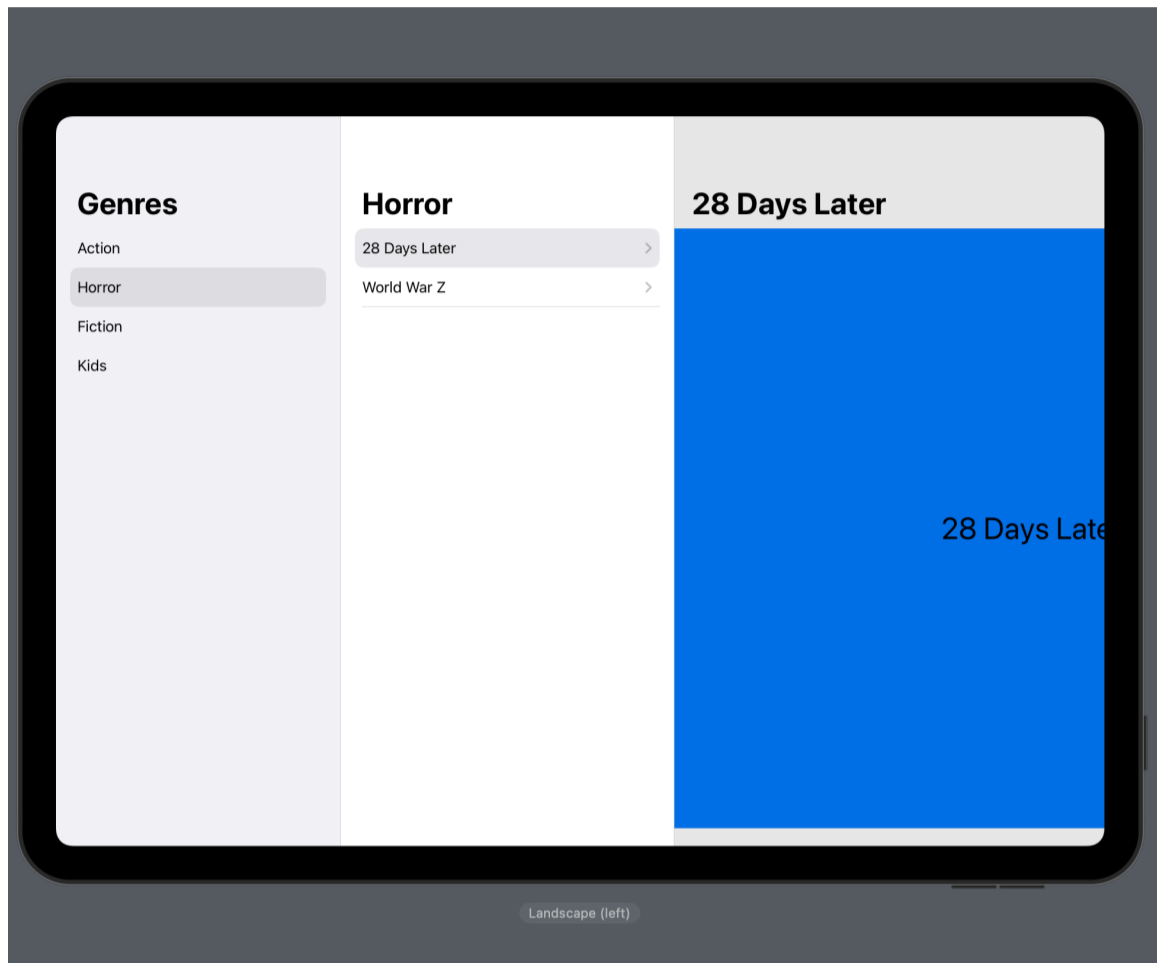 Genres
Action
Horror
Fiction
Kids
Horror
28 Days Later
World War Z
28 Days Later
28 Days Late
Landscape (left)